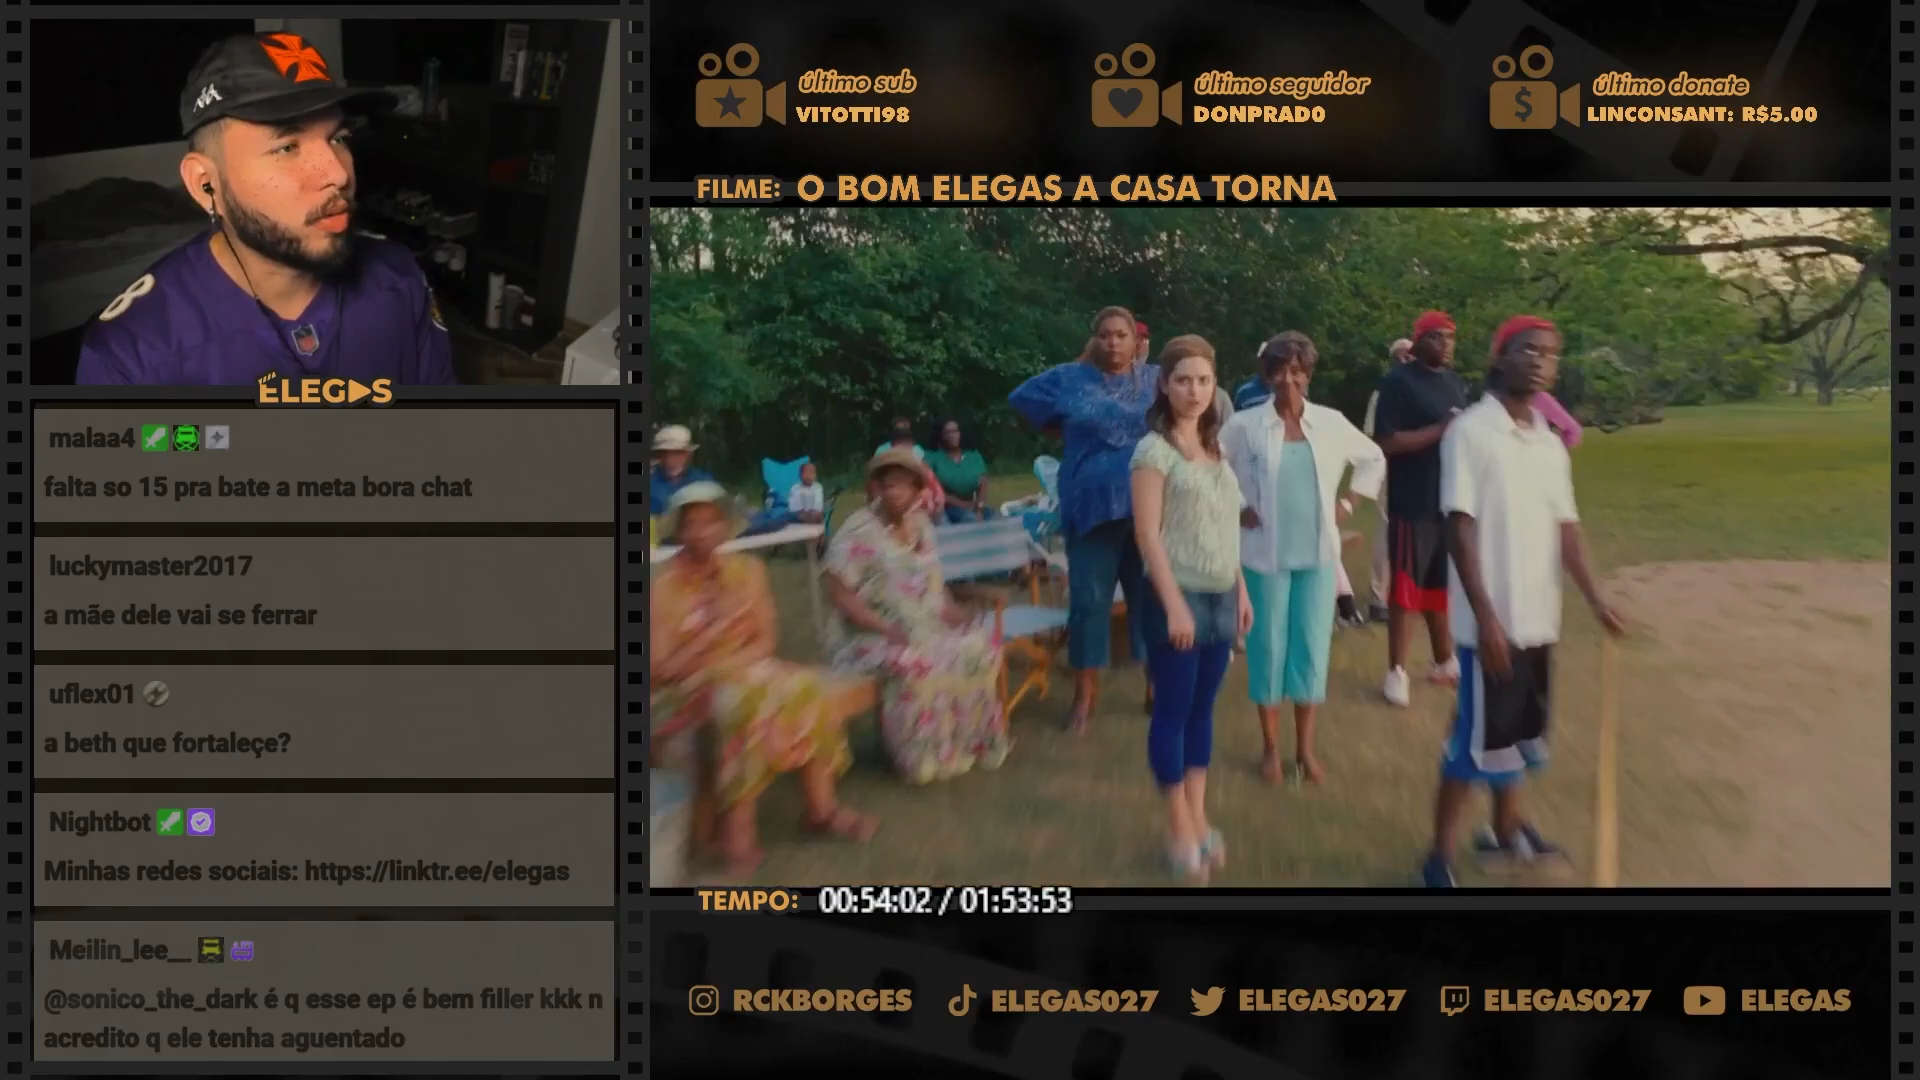 último sub
VITOTTI98
último seguidor
DONPRAD0
último donate
LINCONSANT: R$5.00
FILME: O BOM ELEGAS A CASA TORNA
8
ELEGAS
malaa4
falta so 15 pra bate a meta bora chat
luckymaster2017
a mãe dele vai se ferrar
uflex01
a beth que fortaleçe?
Nightbot
Minhas redes sociais: https://linktr.ee/elegas
Meilin_lee__
@sonico_the_dark é q esse ep é bem filler kkk n
acredito q ele tenha aguentado
TEMPO: 00:54:02 / 01:53:53
RCKBORGES
ELEGAS027
ELEGAS027
ELEGAS027
ELEGAS